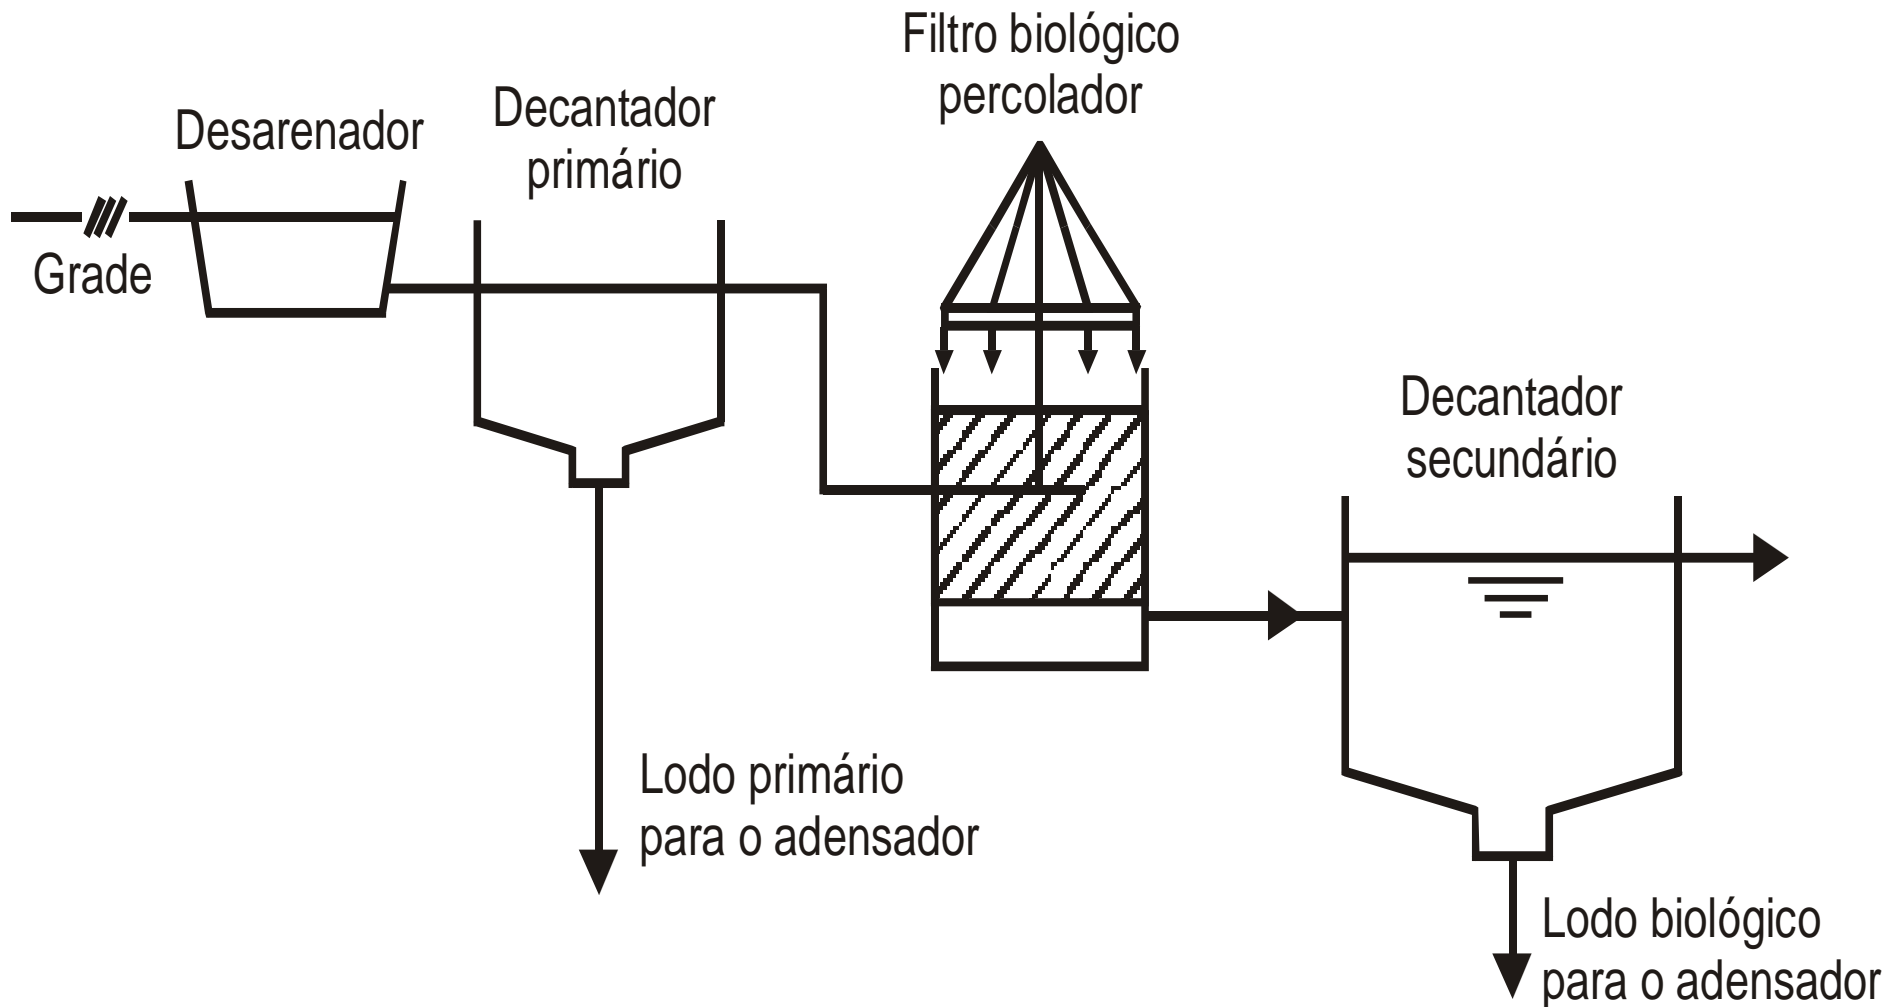 Filtro biológico
percolador
Decantador
primário
Desarenador
Grade
Decantador
secundário
Lodo primário
para o adensador
Lodo biológico
para o adensador